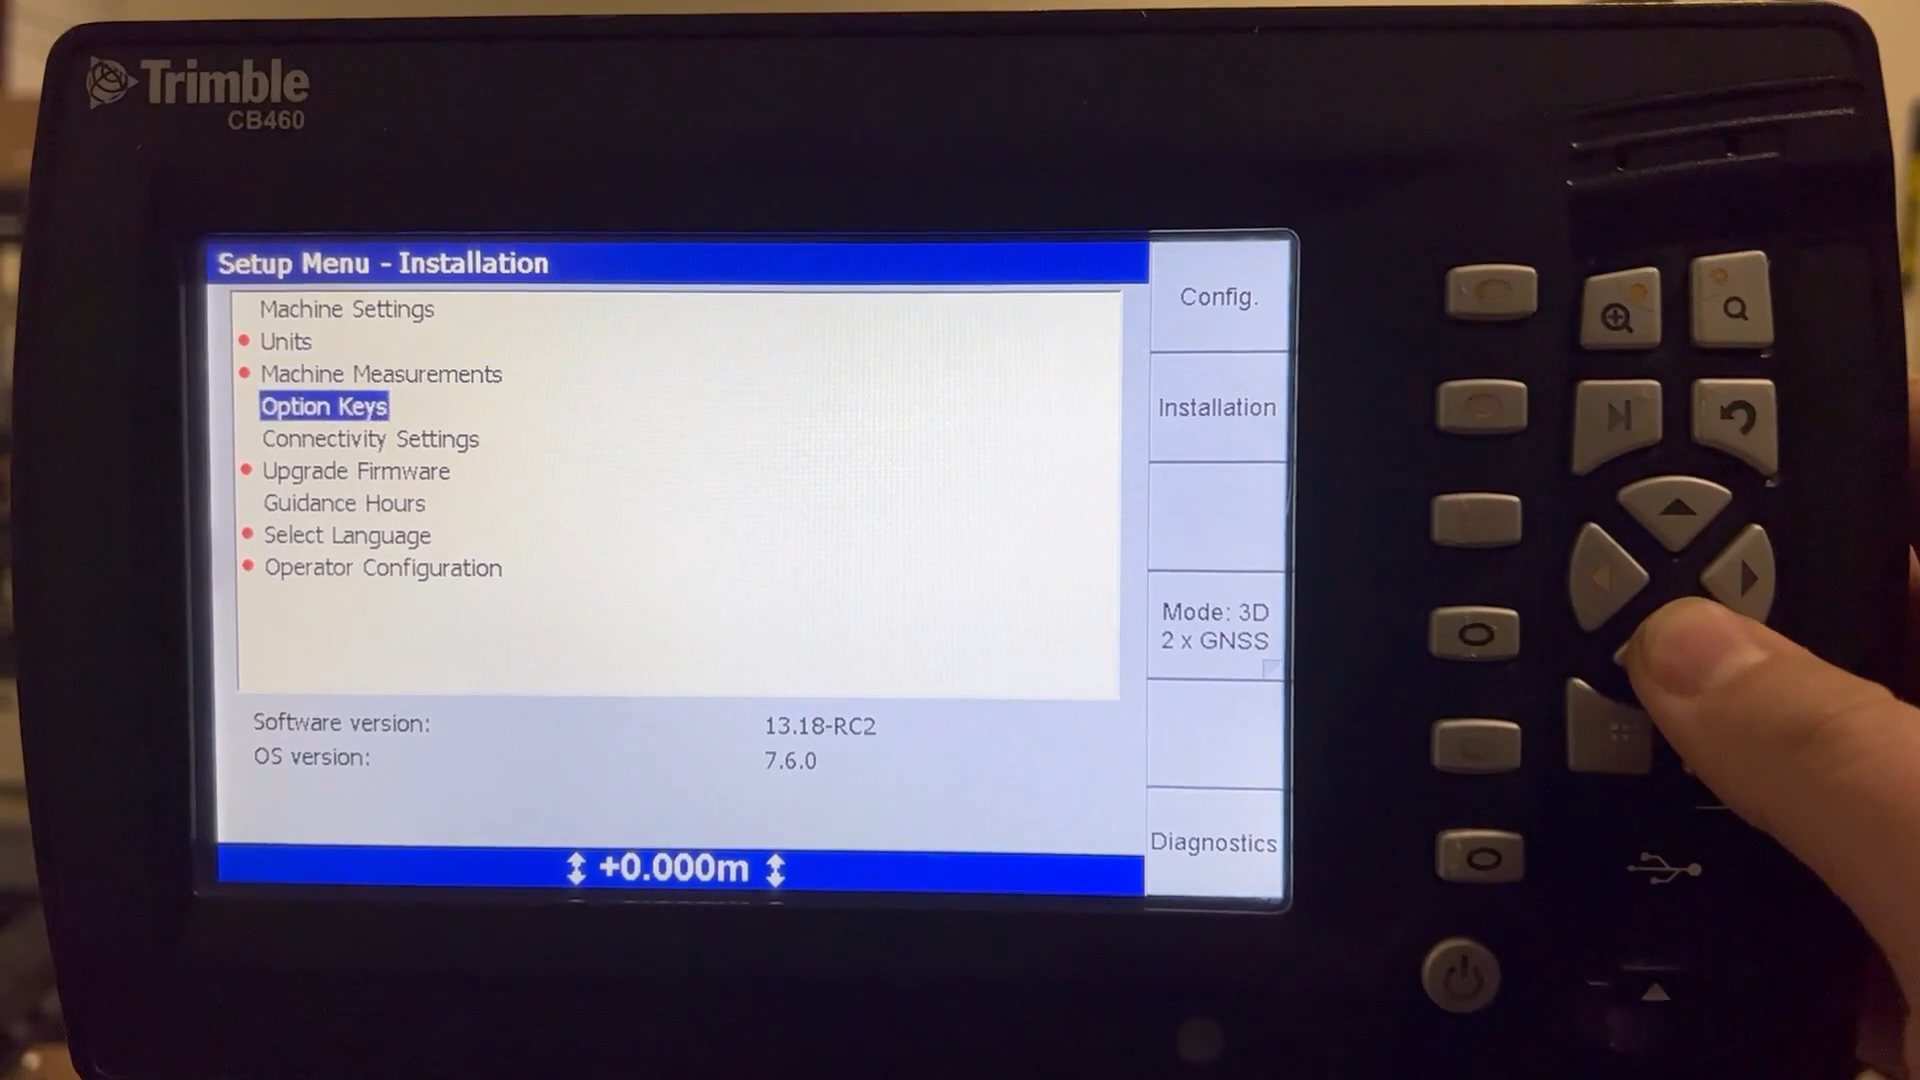 Trimble
CB460
Setup Menu - Installation
Machine Settings
Units
Machine Measurements
Option Keys
Connectivity Settings
Upgrade Firmware
Guidance Hours
Select Language
Operator Configuration
Software version: 13.18-RC2
OS version: 7.6.0
+0.000m
Config.
Installation
Mode: 3D
2 x GNSS
Diagnostics